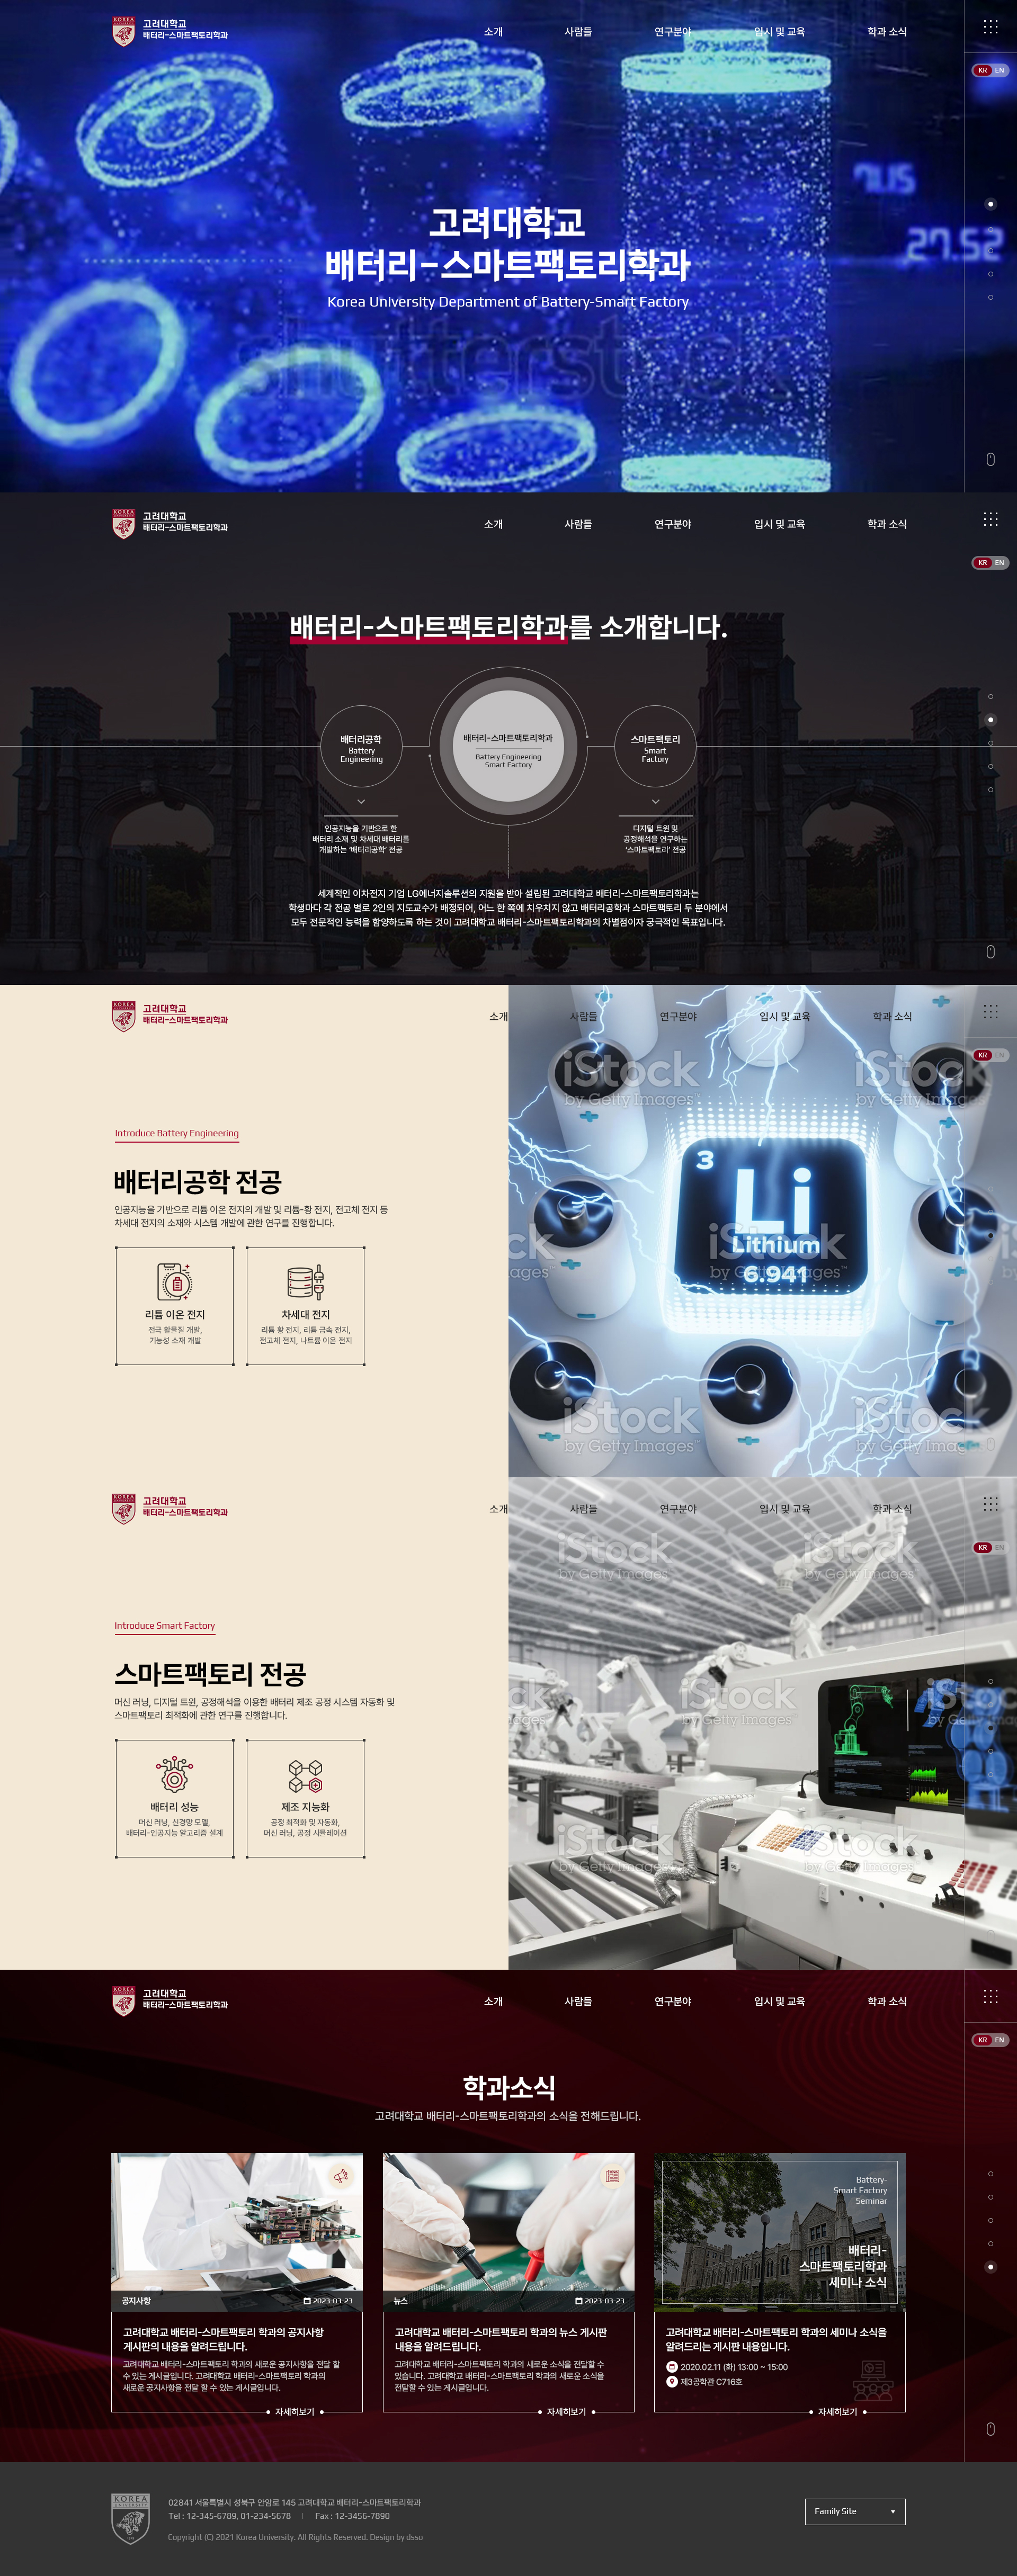 KOREA
고려대학교
배터리-스마트팩토리학과
소개
사람들
연구분야
입시 및 교육
학과 소식
KR EN
27.52
고려대학교
배터리-스마트팩토리학과
Korea University Department of Battery-Smart Factory
shutterstock
KOREA
고려대학교
배터리-스마트팩토리학과
소개
사람들
연구분야
입시 및 교육
학과 소식
KR EN
배터리-스마트팩토리학과를 소개합니다.
배터리공학
Battery
Engineering
배터리-스마트팩토리학과
Battery Engineering
Smart Factory
스마트팩토리
Smart
Factory
인공지능을 기반으로 한
배터리 소재 및 차세대 배터리를
개발하는 '배터리공학' 전공
디지털 트윈 및
공정해석을 연구하는
'스마트팩토리' 전공
세계적인 이차전지 기업 LG에너지솔루션의 지원을 받아 설립된 고려대학교 배터리-스마트팩토리학과는
학생마다 각 전공 별로 2인의 지도교수가 배정되어, 어느 한 쪽에 치우치지 않고 배터리공학과 스마트팩토리 두 분야에서
모두 전문적인 능력을 함양하도록 하는 것이 고려대학교 배터리-스마트팩토리학과의 차별점이자 궁극적인 목표입니다.
KOREA
고려대학교
배터리-스마트팩토리학과
소개
사람들
연구분야
입시 및 교육
학과 소식
KR EN
Introduce Battery Engineering
배터리공학 전공
인공지능을 기반으로 리튬 이온 전지의 개발 및 리튬-황 전지, 전고체 전지 등
차세대 전지의 소재와 시스템 개발에 관한 연구를 진행합니다.
리튬 이온 전지
전극 활물질 개발,
기능성 소재 개발
차세대 전지
리튬 황 전지, 리튬 금속 전지,
전고체 전지, 나트륨 이온 전지
iStock
by Getty Images™
iStock
by Getty Images
3
Li
Lithium
6.941
iStock
by Getty Images™
iStock
by Getty Images™
iStock
by Getty Images
KOREA
고려대학교
배터리-스마트팩토리학과
소개
사람들
연구분야
입시 및 교육
학과 소식
KR EN
Introduce Smart Factory
스마트팩토리 전공
머신 러닝, 디지털 트윈, 공정해석을 이용한 배터리 제조 공정 시스템 자동화 및
스마트팩토리 최적화에 관한 연구를 진행합니다.
배터리 성능
머신 러닝, 신경망 모델,
배터리-인공지능 알고리즘 설계
제조 지능화
공정 최적화 및 자동화,
머신 러닝, 공정 시뮬레이션
iStock
by Getty Images
iStock
by Getty Images
iStock
by Getty Images
iStock
by Getty Images
iStock
by Getty Images
iStock
by Getty Images
KOREA
고려대학교
배터리-스마트팩토리학과
소개
사람들
연구분야
입시 및 교육
학과 소식
KR EN
학과소식
고려대학교 배터리-스마트팩토리학과의 소식을 전해드립니다.
공지사항
2023-03-23
고려대학교 배터리-스마트팩토리 학과의 공지사항
게시판의 내용을 알려드립니다.
고려대학교 배터리-스마트팩토리 학과의 새로운 공지사항을 전달 할
수 있는 게시글입니다. 고려대학교 배터리-스마트팩토리 학과의
새로운 공지사항을 전달 할 수 있는 게시글입니다.
자세히보기
뉴스
2023-03-23
고려대학교 배터리-스마트팩토리 학과의 뉴스 게시판
내용을 알려드립니다.
고려대학교 배터리-스마트팩토리 학과의 새로운 소식을 전달할 수
있습니다. 고려대학교 배터리-스마트팩토리 학과의 새로운 소식을
전달할 수 있는 게시글입니다.
자세히보기
Battery-
Smart Factory
Seminar
배터리-
스마트팩토리학과
세미나 소식
고려대학교 배터리-스마트팩토리 학과의 세미나 소식을
알려드리는 게시판 내용입니다.
2020.02.11 (화) 13:00 ~ 15:00
제3공학관 C716호
자세히보기
KOREA
UNIVERSITY
02841 서울특별시 성북구 안암로 145 고려대학교 배터리-스마트팩토리학과
Tel : 12-345-6789, 01-234-5678 | Fax : 12-3456-7890
Copyright (C) 2021 Korea University. All Rights Reserved. Design by dsso
Family Site